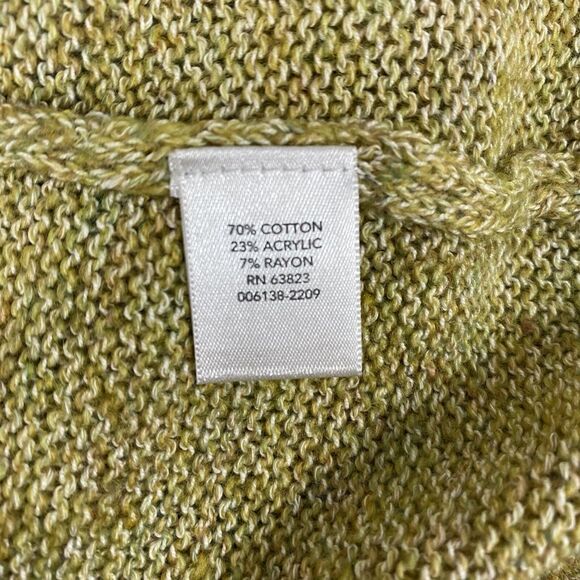 70% COTTON
23% ACRYLIC
7% RAYON
RN 63823
006138-2209